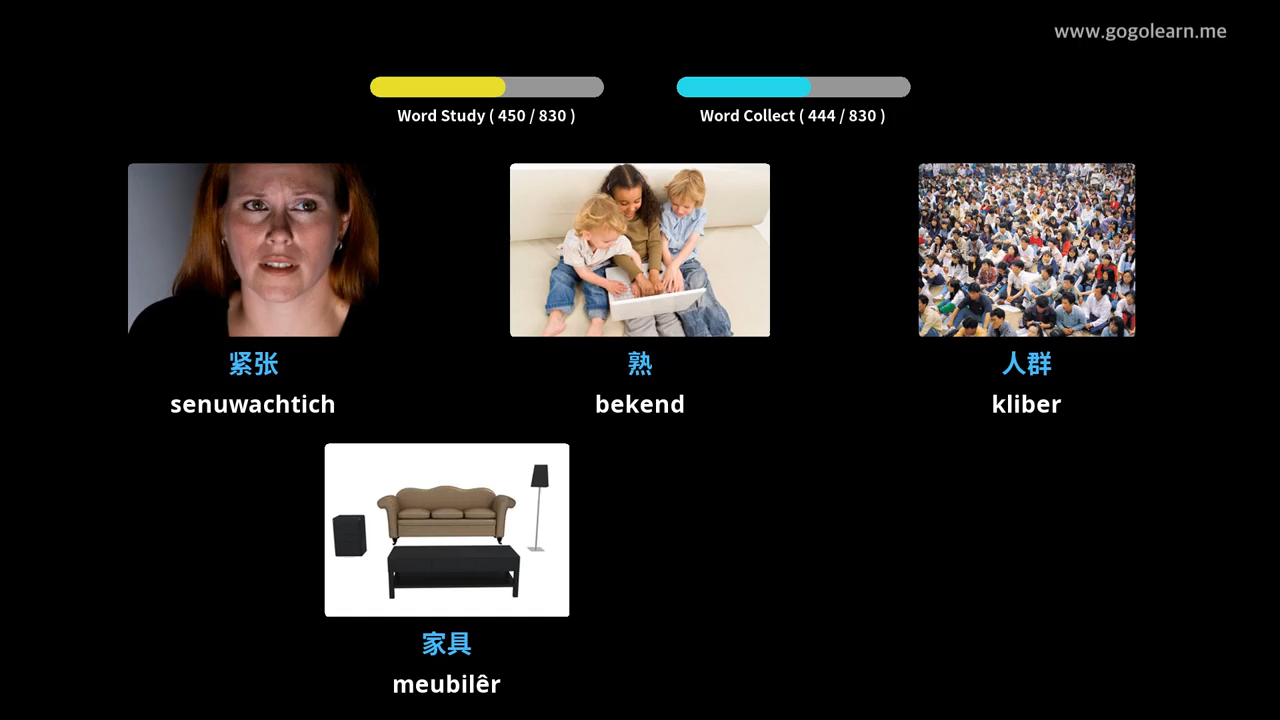 www.gogolearn.me
Word Study ( 450 / 830 )
Word Collect ( 444 / 830 )
紧张
senuwachtich
熟
bekend
人群
kliber
家具
meubilêr